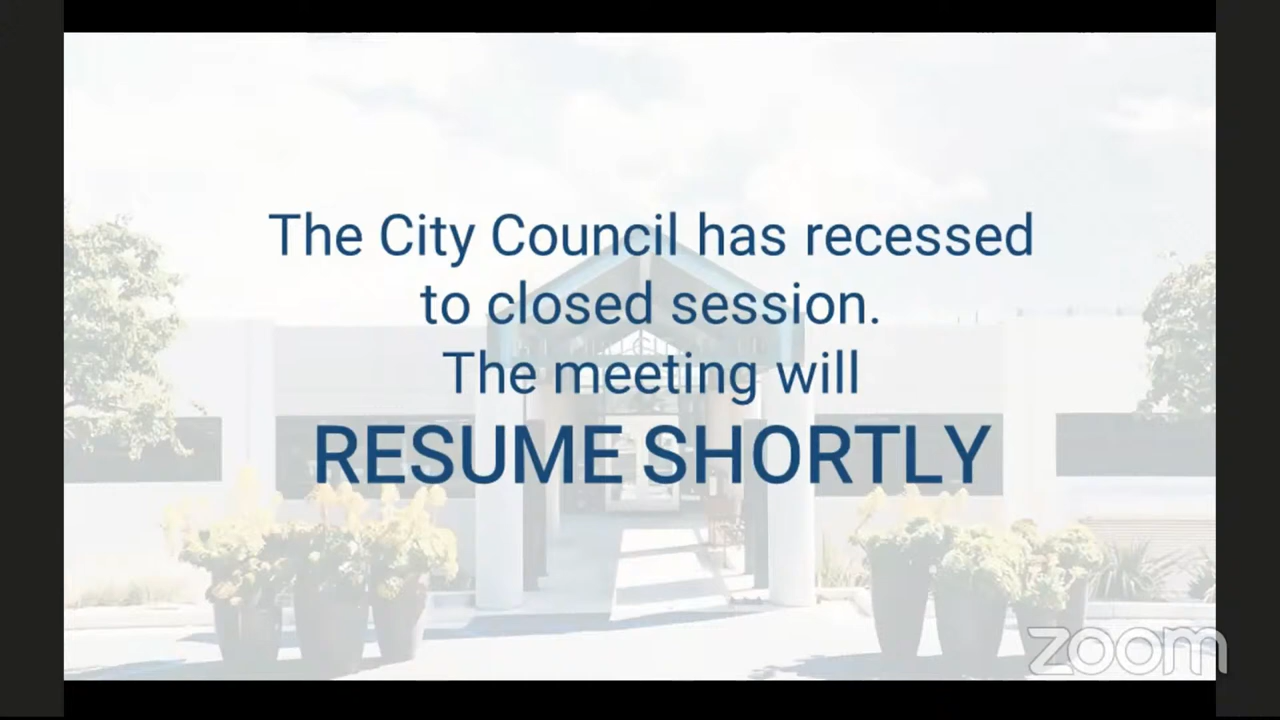 The City Council has recessed
to closed session.
The meeting will
RESUME SHORTLY
zoom